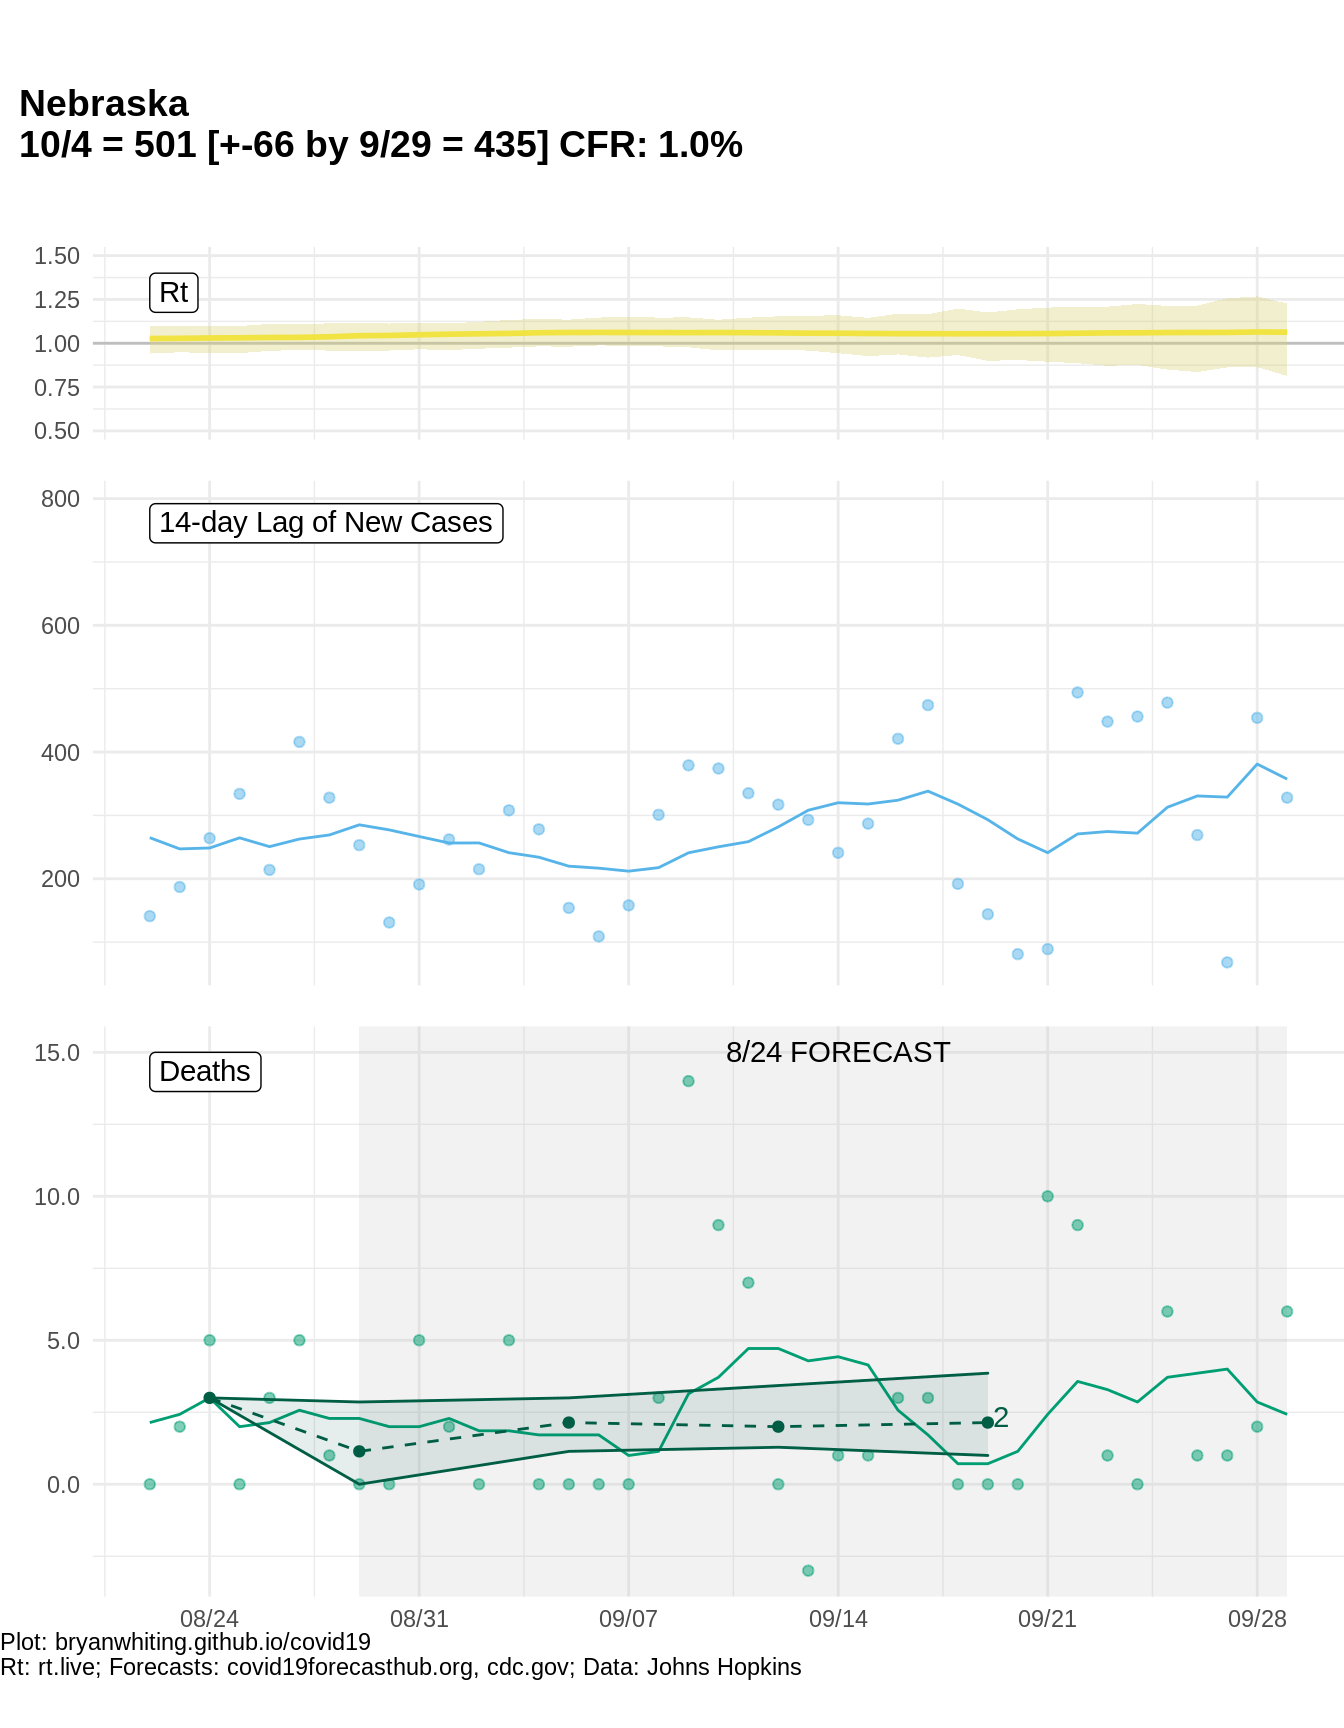 Nebraska
10/4 = 501 [+-66 by 9/29 = 435] CFR: 1.0%
1.50
Rt
1.25
1.00
0.75
0.50
800
14-day Lag of New Cases
600
400
200
15.0
8/24 FORECAST
Deaths
10.0
5.0
2
0.0
08/24 08/31 09/07 09/14 09/21 09/28
Plot: bryanwhiting.github.io/covid19
Rt: rt.live; Forecasts: covid19forecasthub.org, cdc.gov; Data: Johns Hopkins